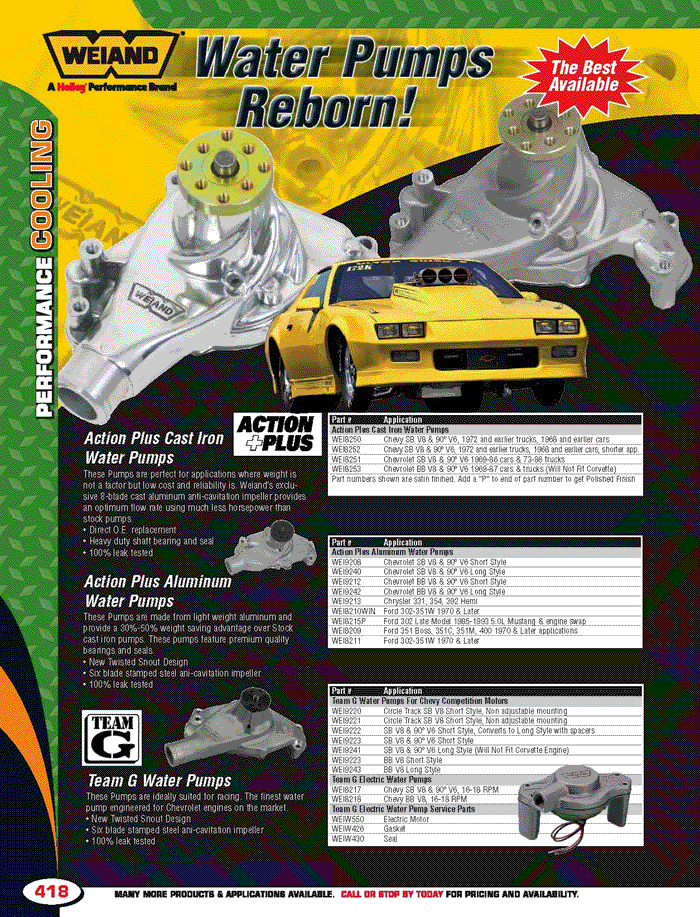 WEIAND
A Holley Performance Brand
Water Pumps
Reborn!
The Best
Available
PERFORMANCE COOLING
WEIAND
WEIAND
ACTION
+PLUS
Action Plus Cast Iron
Water Pumps
These Pumps are perfect for applications where weight is
not a factor but low cost and reliability is. Weiand's exclu-
sive 8-blade cast aluminum anti-cavitation impeller provides
an optimum flow rate using much less horsepower than
stock pumps.
• Direct O.E. replacement
• Heavy duty shaft bearing and seal
• 100% leak tested
Part # Application
Action Plus Cast Iron Water Pumps
WEI8250 Chevy SB V8 & 90º V6, 1972 and earlier trucks, 1968 and earlier cars
WEI8252 Chevy SB V8 & 90º V6, 1972 and earlier trucks, 1968 and earlier cars, shorter app.
WEI8251 Chevrolet SB V8 & 90º V6 1969-86 cars & 73-86 trucks
WEI8253 Chevrolet BB V8 & 90º V6 1969-87 cars & trucks (Will Not Fit Corvette)
Part numbers shown are satin finihed. Add a "P" to end of part number to get Polished Finish
Action Plus Aluminum
Water Pumps
These Pumps are made from light weight aluminum and
provide a 30%-50% weight saving advantage over Stock
cast iron pumps. These pumps feature premium quality
bearings and seals.
• New Twisted Snout Design
• Six blade stamped steel ani-cavitation impeller
• 100% leak tested
Part # Application
Action Plus Aluminum Water Pumps
WEI9208 Chevrolet SB V8 & 90º V6 Short Style
WEI9240 Chevrolet SB V8 & 90º V6 Long Style
WEI9212 Chevrolet BB V8 & 90º V6 Short Style
WEI9242 Chevrolet BB V8 & 90º V6 Long Style
WEI9213 Chrysler 331, 354, 392 Hemi
WEI8210WIN Ford 302-351W 1970 & Later
WEI8215P Ford 302 Late Model 1985-1993 5.0L Mustang & engine swap
WEI8209 Ford 351 Boss, 351C, 351M, 400 1970 & Later applications
WEI8211 Ford 302-351W 1970 & Later
TEAM
G
Team G Water Pumps
These Pumps are ideally suited for racing. The finest water
pump engineered for Chevrolet engines on the market.
• New Twisted Snout Design
• Six blade stamped steel ani-cavitation impeller
• 100% leak tested
Part # Application
Team G Water Pumps For Chevy Competition Motors
WEI9220 Circle Track SB V8 Short Style, Non adjustable mounting
WEI9221 Circle Track SB V8 Short Style, Non adjustable mounting
WEI9222 SB V8 & 90º V6 Short Style, Converts to Long Style with spacers
WEI9223 SB V8 & 90º V6 Short Style
WEI9241 SB V8 & 90º V6 Long Style (Will Not Fit Corvette Engine)
WEI9223 BB V8 Short Style
WEI9243 BB V8 Long Style
Team G Electric Water Pumps
WEI8217 Chevy SB V8 & 90º V6, 16-18 RPM
WEI8216 Chevy BB V8, 16-18 RPM
Team G Electric Water Pump Service Parts
WEIW550 Electric Motor
WEIW426 Gasket
WEIW430 Seal
418
MANY MORE PRODUCTS & APPLICATIONS AVAILABLE. CALL OR STOP BY TODAY FOR PRICING AND AVAILABILITY.